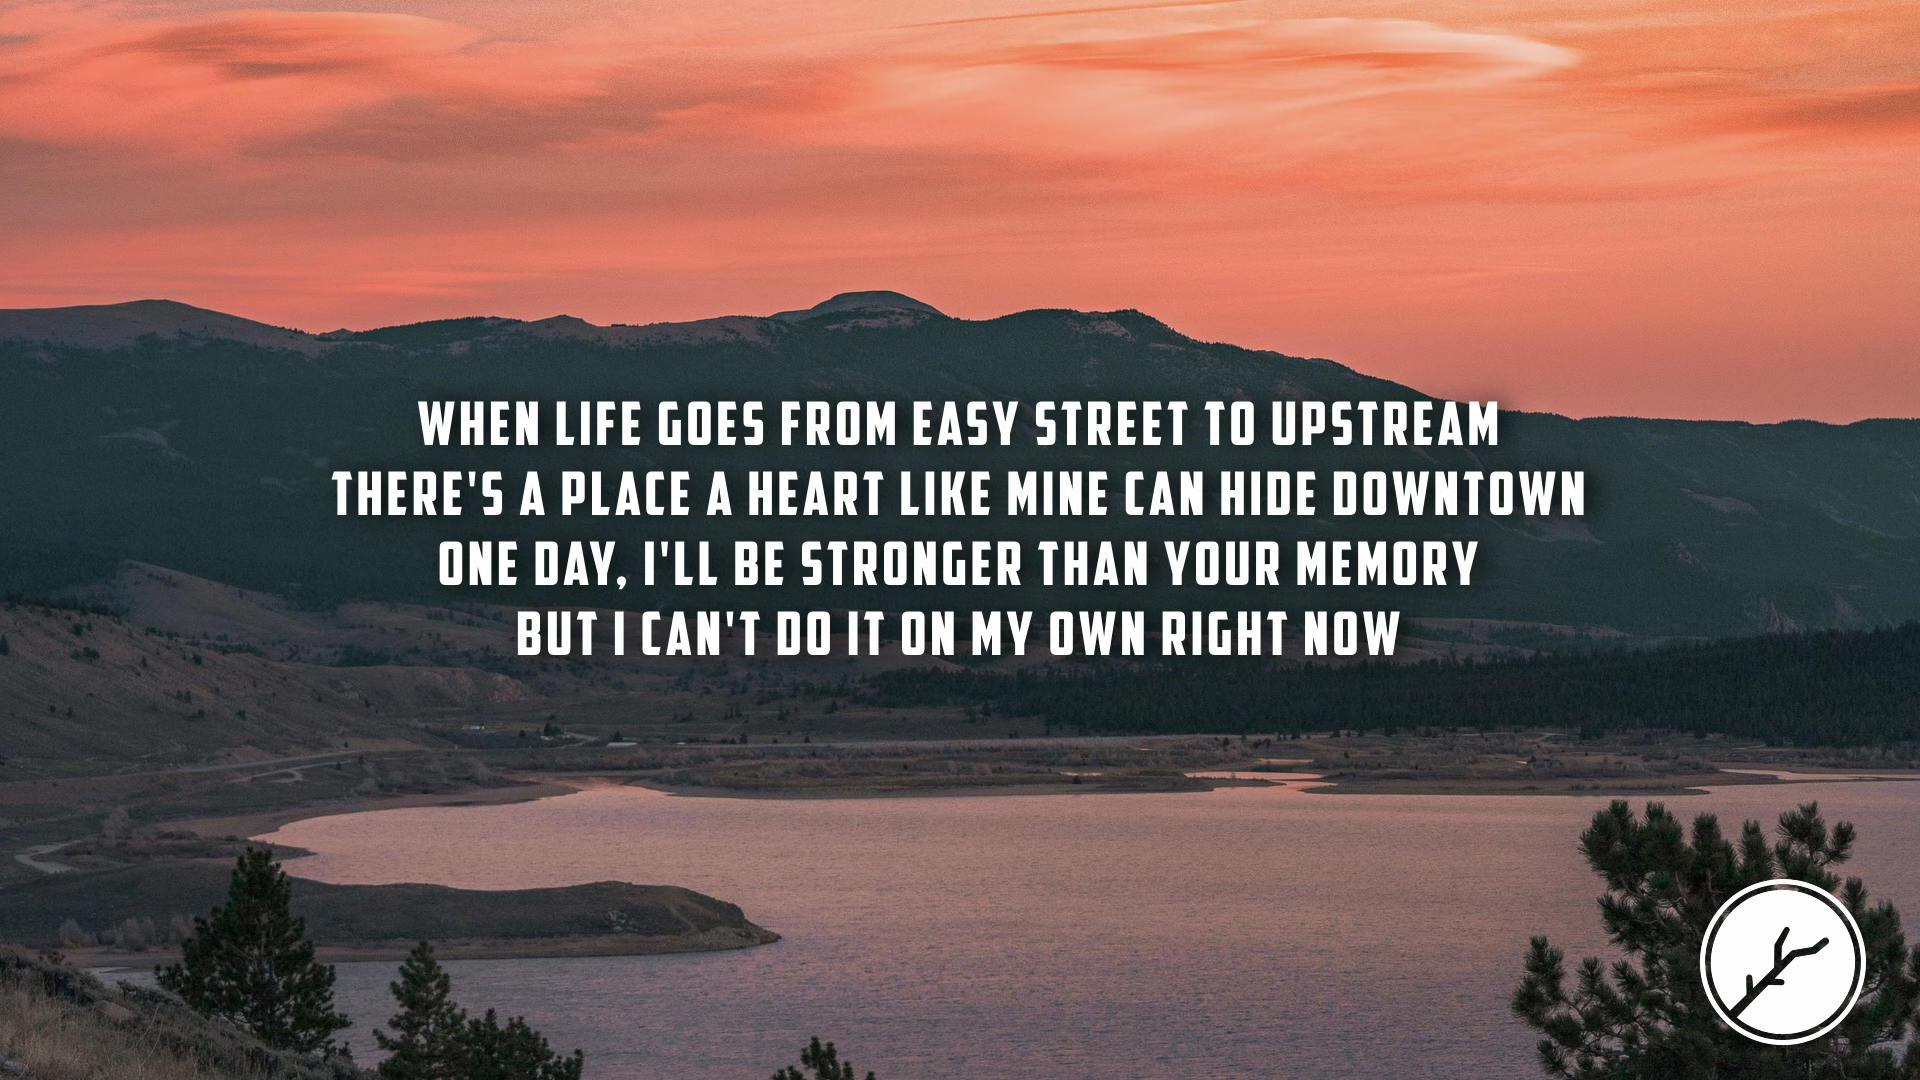 WHEN LIFE GOES FROM EASY STREET TO UPSTREAM
THERE'S A PLACE A HEART LIKE MINE CAN HIDE DOWNTOWN
ONE DAY, I'LL BE STRONGER THAN YOUR MEMORY
BUT I CAN'T DO IT ON MY OWN RIGHT NOW